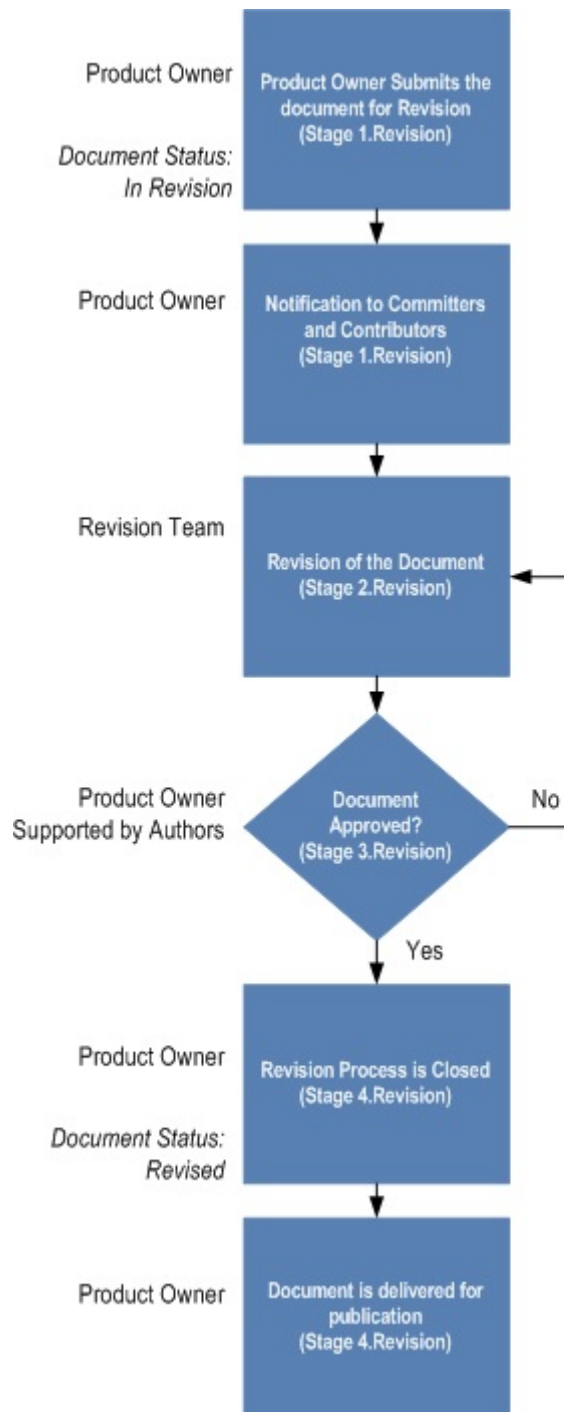 Product Owner
Product Owner Submits the
document for Revision
(Stage 1.Revision)
Document Status:
In Revision
Product Owner
Notification to Committers
and Contributors
(Stage 1.Revision)
Revision Team
Revision of the Document
(Stage 2.Revision)
Product Owner
Supported by Authors
Document
Approved?
(Stage 3.Revision)
No
Yes
Product Owner
Revision Process is Closed
(Stage 4.Revision)
Document Status:
Revised
Product Owner
Document is delivered for
publication
(Stage 4.Revision)